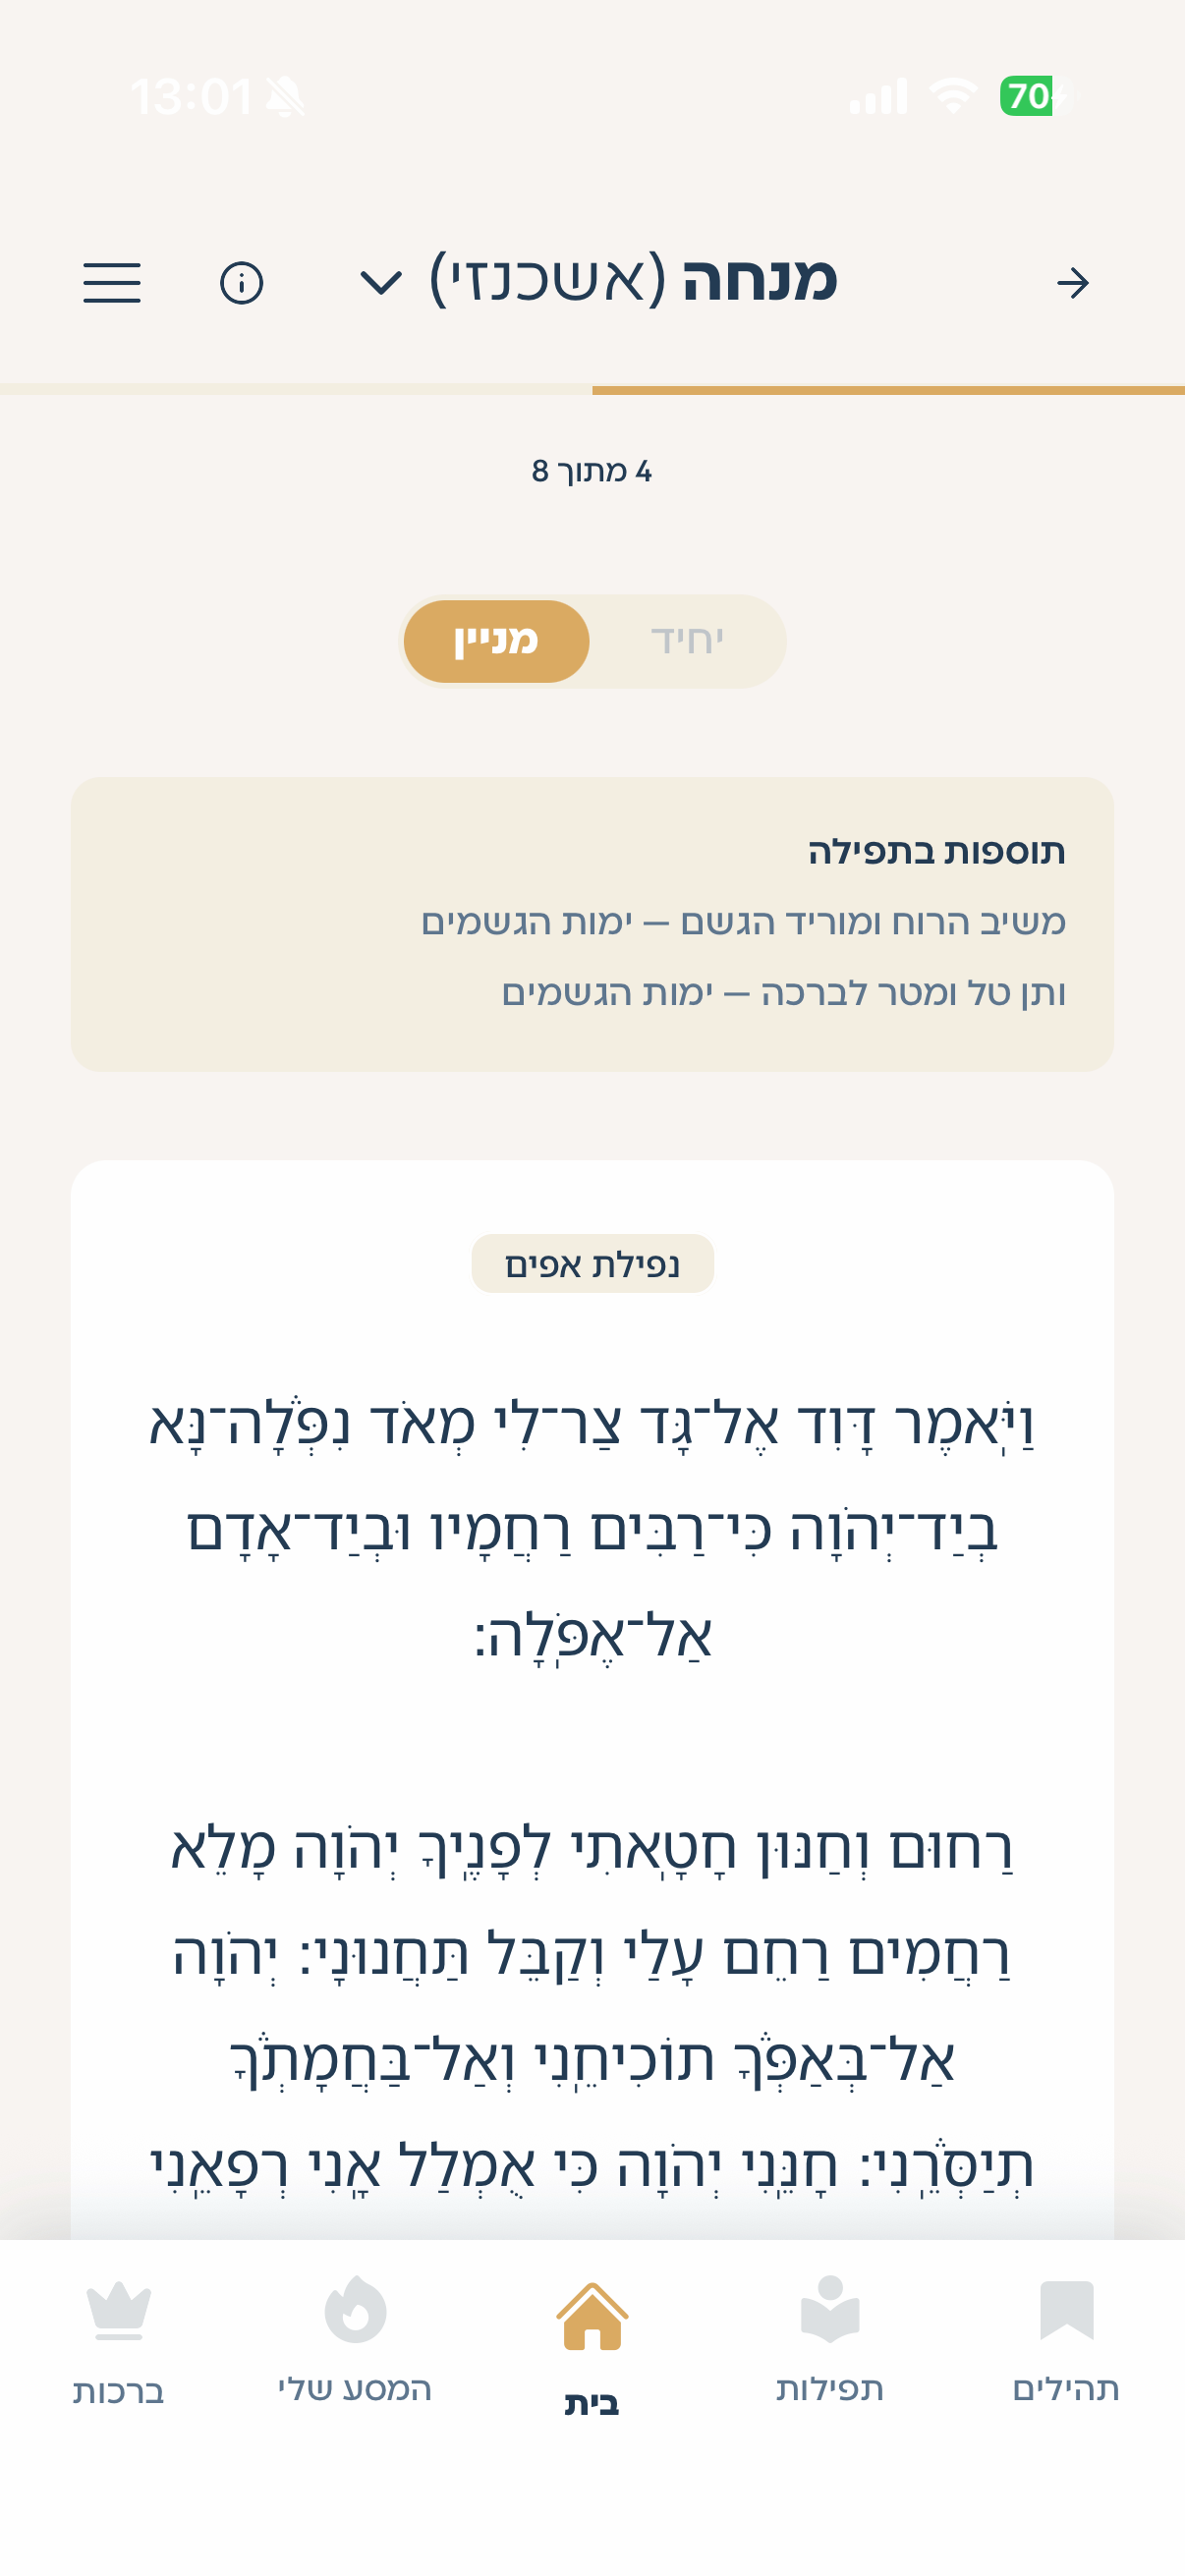 13:01
70
מנחה (אשכנזי)
4 מתוך 8
יחיד
מניין
תוספות בתפילה
משיב הרוח ומוריד הגשם – ימות הגשמים
ותן טל ומטר לברכה – ימות הגשמים
נפילת אפים
וַיֹּֽאמֶר דָּוִד אֶל־גָּד צַר־לִי מְאֹד נִפְּ֒לָה־נָּא
בְיַד־יְהֹוָה כִּי־רַבִּים רַחֲמָיו וּבְיַד־אָדָם
אַל־אֶפֹּֽלָה:
רַחוּם וְחַנּוּן חָטָֽאתִי לְפָנֶֽיךָ יְהֹוָה מָלֵא
רַחֲמִים רַחֵם עָלַי וְקַבֵּל תַּחֲנוּנָי: יְהֹוָה
אַל־בְּאַפְּ֒ךָ תוֹכִיחֵֽנִי וְאַל־בַּחֲמָתְ֒ךָ
תְיַסְּ֒רֵֽנִי: חָנֵּֽנִי יְהֹוָה כִּי אֻמְלַל אָֽנִי רְפָאֵֽנִי
תהילים
תפילות
בית
המסע שלי
ברכות